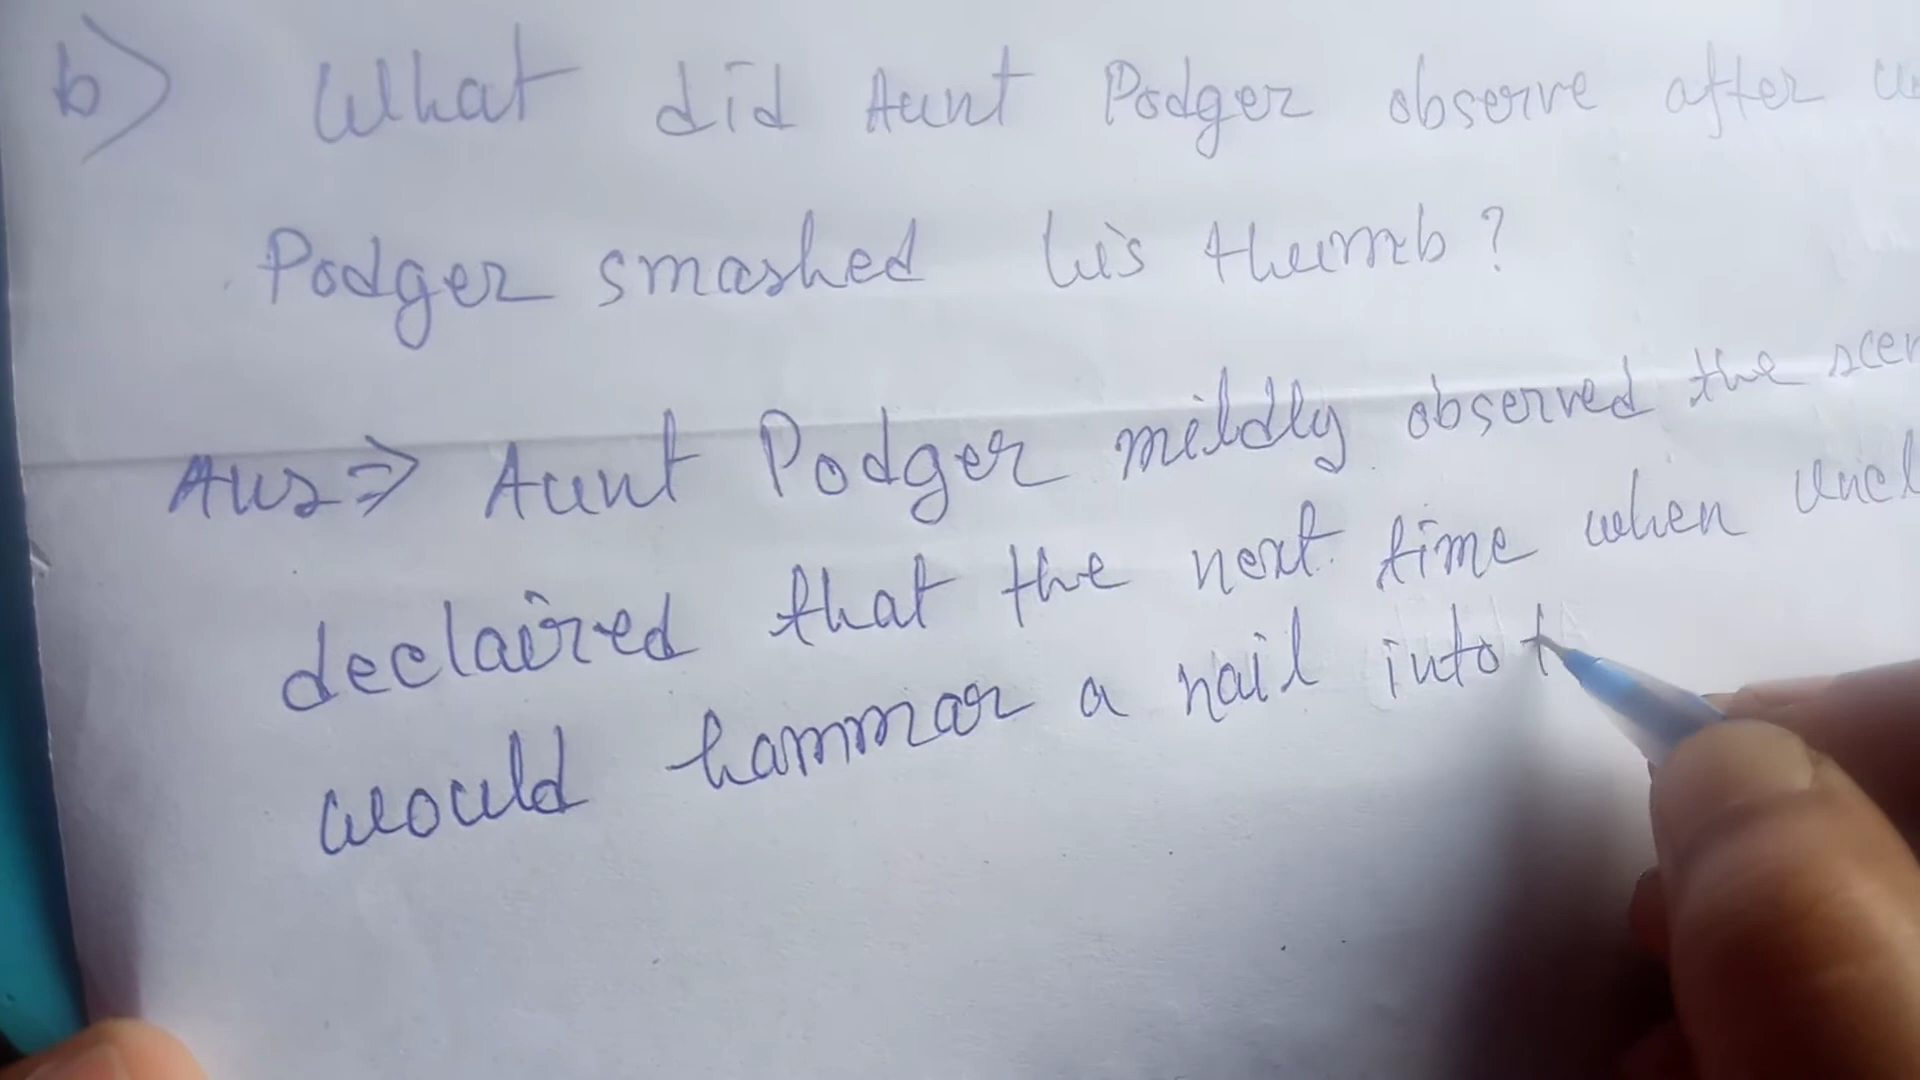 b) What did Aunt Podger observe after
Podger smashed his thumb?
Ans⇒ Aunt Podger mildly observed the
declaired that the next time when
would hammar a nail into t